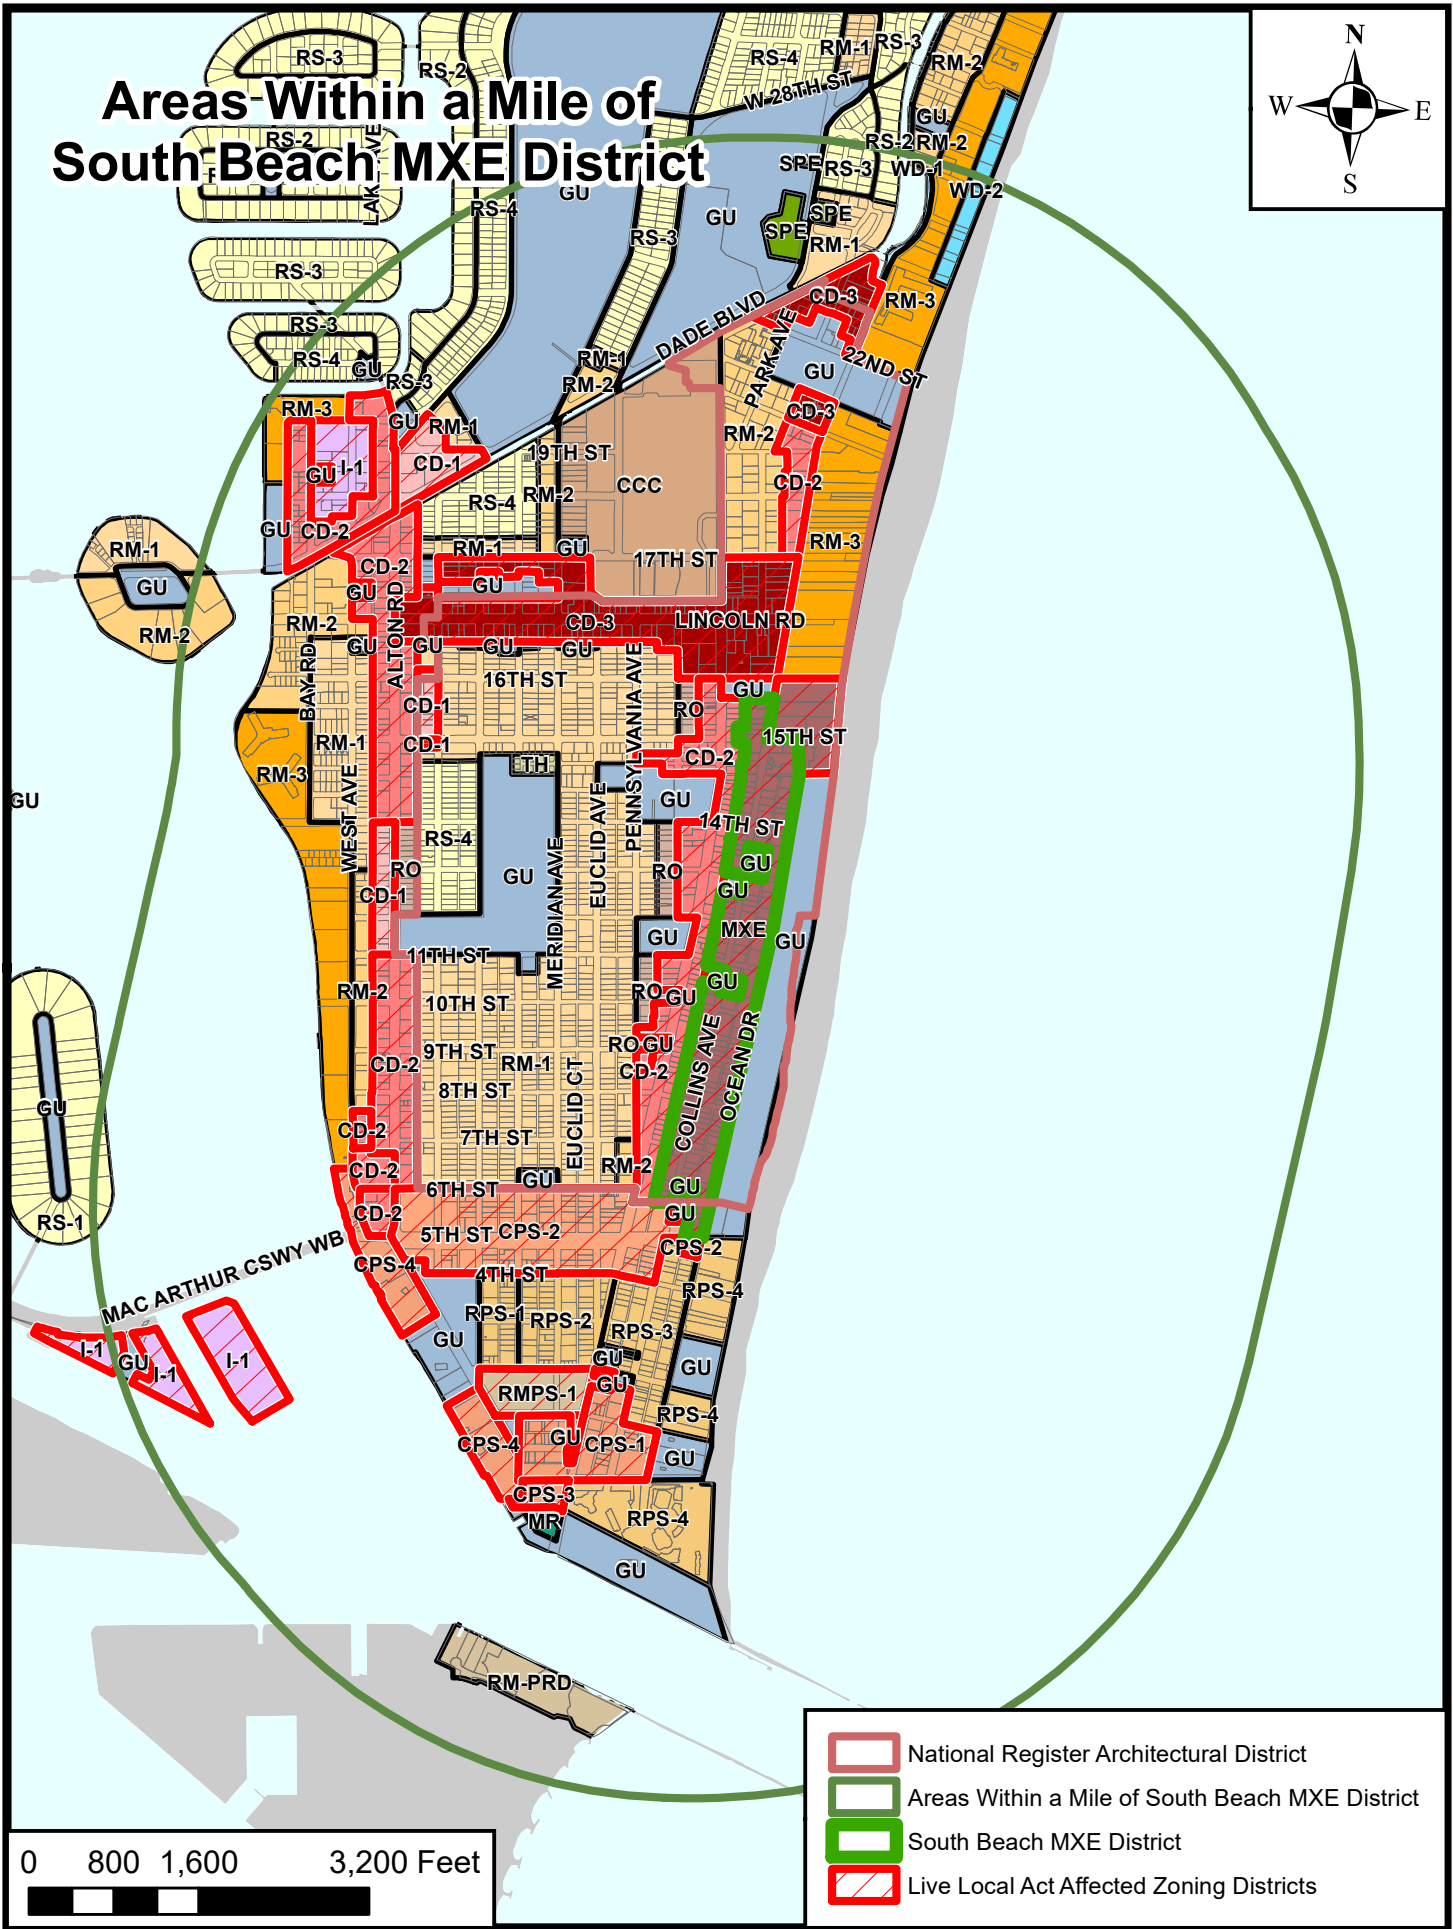 Areas Within a Mile of
South Beach MXE District
N
W
E
S
RS-3
RS-2
RS-4
RM-1
RS-3
RM-2
W 28TH ST
GU
RS-2
LAKE AVE
RS-2
RM-2
SPE
RS-3
WD-1
WD-2
GU
RS-4
GU
SPE
SPE
RS-3
RM-1
RS-3
CD-3
RM-3
DADE BLVD
RS-3
RS-4
GU
RS-3
RM-1
RM-2
PARK AVE
GU
22ND ST
RM-3
GU
RM-1
CD-3
RM-2
CD-1
19TH ST
GU
I-1
CCC
CD-2
RS-4
RM-2
GU
CD-2
RM-3
RM-1
RM-1
GU
17TH ST
CD-2
GU
GU
GU
ALTON RD
RM-2
RM-2
CD-3
LINCOLN RD
GU
GU
GU
GU
BAY RD
16TH ST
PENNSYLVANIA AVE
GU
RO
CD-1
15TH ST
RM-1
CD-1
CD-2
RM-3
TH
GU
GU
WEST AVE
14TH ST
RS-4
EUCLID AVE
MERIDIAN AVE
GU
RO
RO
GU
GU
CD-1
MXE
GU
GU
11TH ST
GU
RM-2
10TH ST
RO
GU
COLLINS AVE
OCEAN DR
9TH ST
RM-1
RO
GU
CD-2
CD-2
8TH ST
EUCLID CT
GU
CD-2
7TH ST
RM-2
CD-2
GU
GU
6TH ST
RS-1
CD-2
GU
5TH ST
CPS-2
CPS-2
MAC ARTHUR CSWY WB
CPS-4
4TH ST
RPS-4
RPS-1
RPS-2
RPS-3
GU
I-1
GU
I-1
I-1
GU
GU
GU
RMPS-1
RPS-4
CPS-4
GU
CPS-1
GU
CPS-3
MR
RPS-4
GU
RM-PRD
National Register Architectural District
Areas Within a Mile of South Beach MXE District
South Beach MXE District
Live Local Act Affected Zoning Districts
0 800 1,600 3,200 Feet